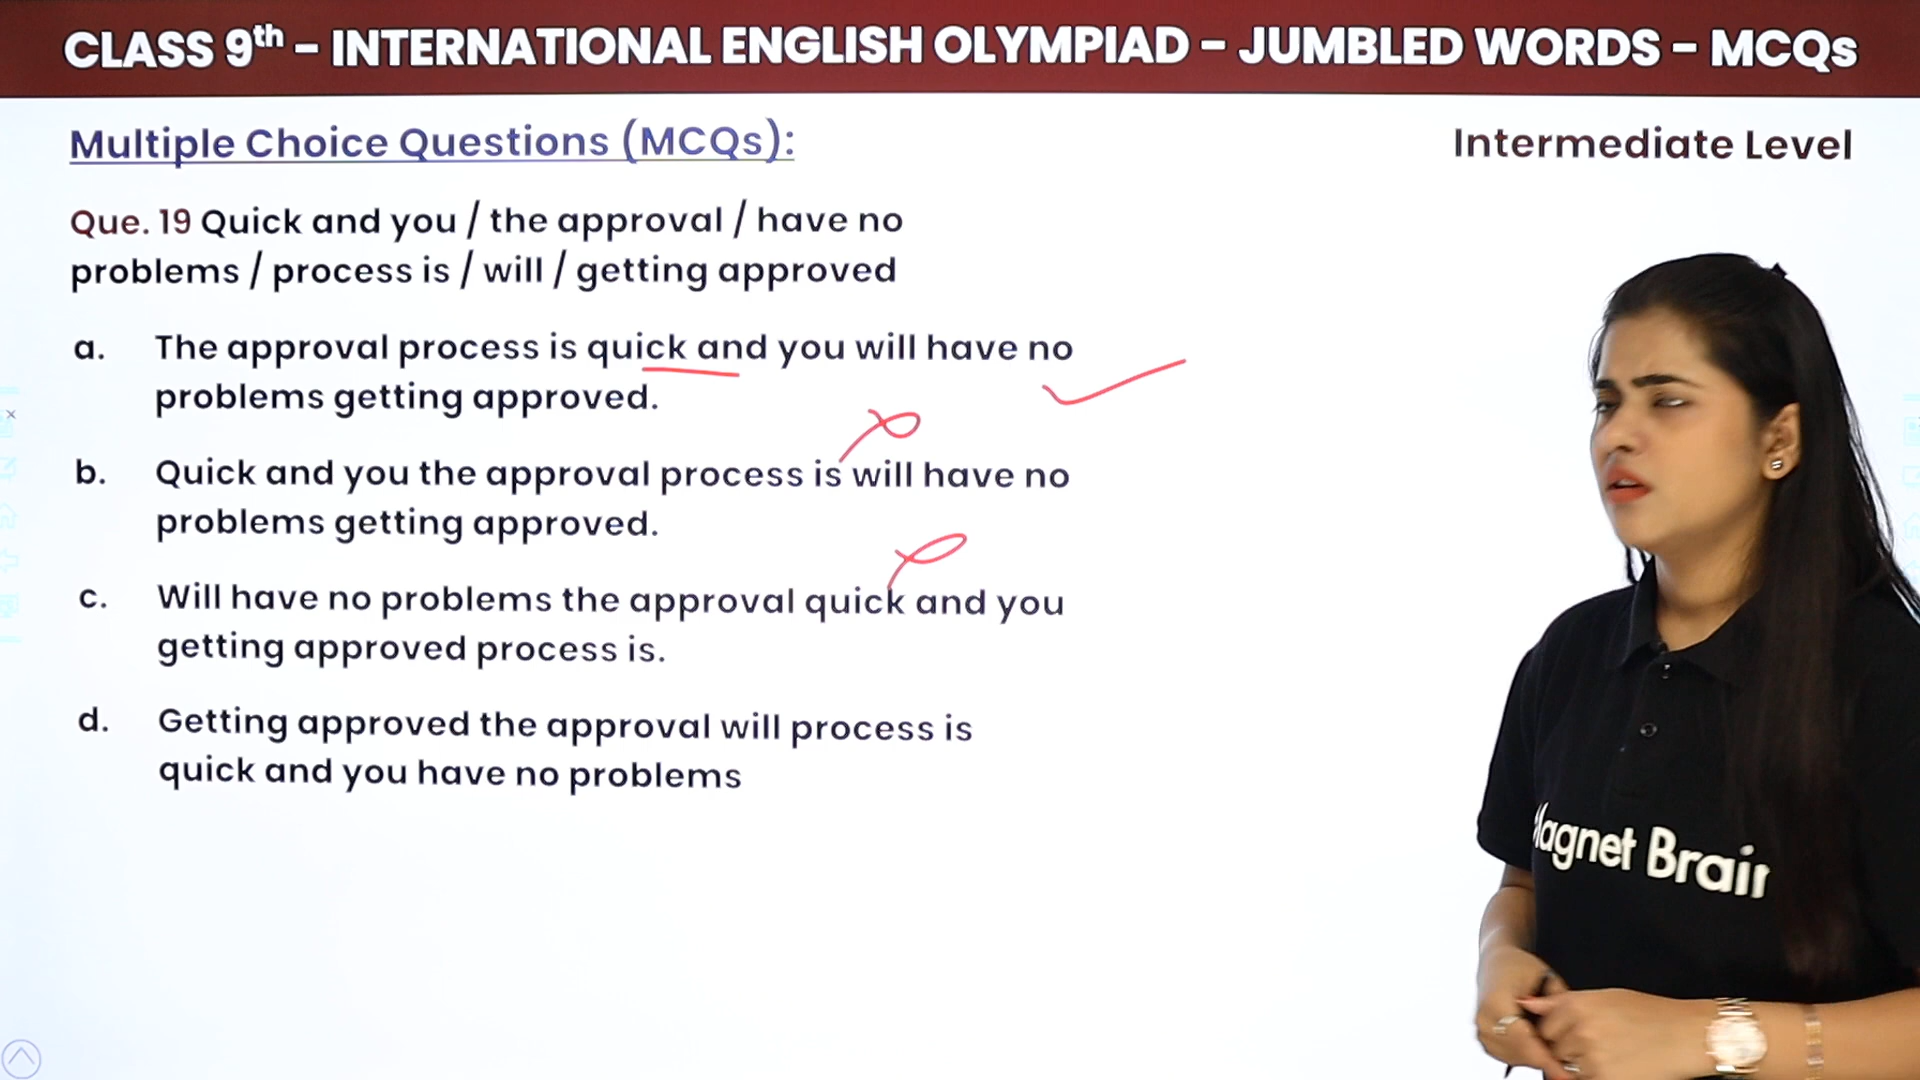 CLASS 9th – INTERNATIONAL ENGLISH OLYMPIAD – JUMBLED WORDS – MCQs
Multiple Choice Questions (MCQs):
Intermediate Level
Que. 19 Quick and you / the approval / have no
problems / process is / will / getting approved
a. The approval process is quick and you will have no
problems getting approved.
b. Quick and you the approval process is will have no
problems getting approved.
c. Will have no problems the approval quick and you
getting approved process is.
d. Getting approved the approval will process is
quick and you have no problems
Magnet Brain